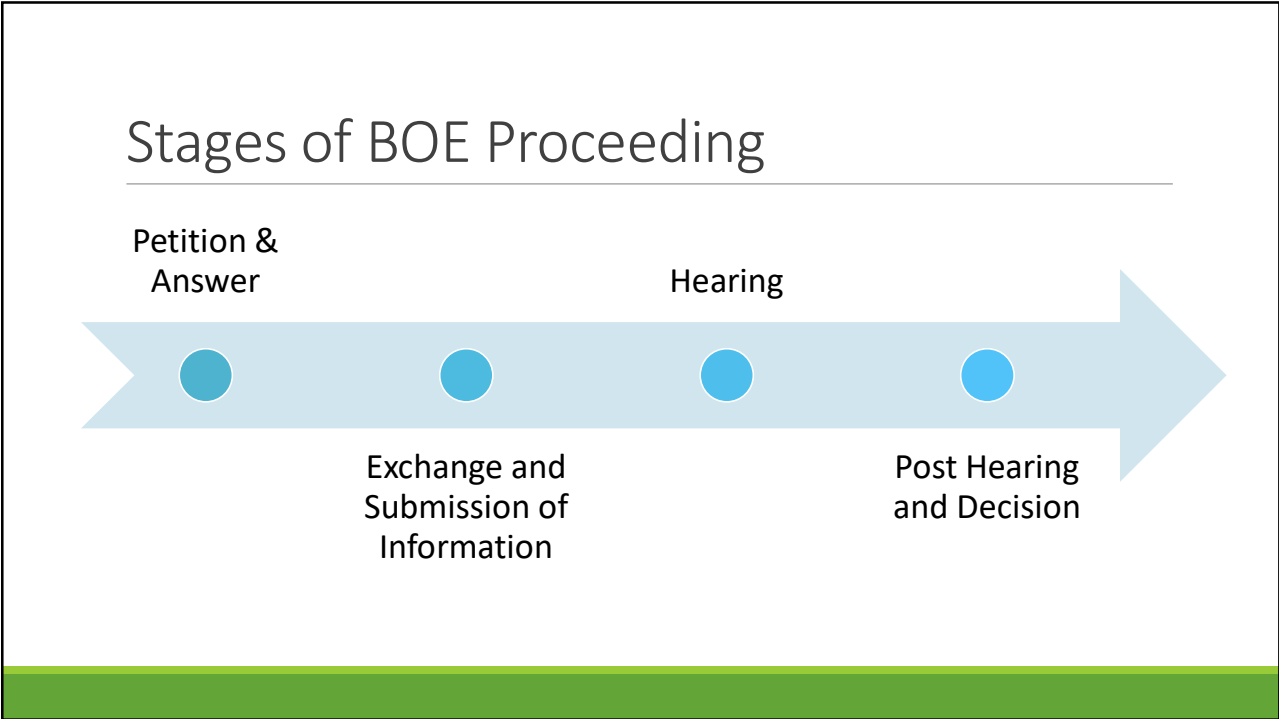 Stages of BOE Proceeding
Petition &
Answer
Exchange and
Submission of
Information
Hearing
Post Hearing
and Decision